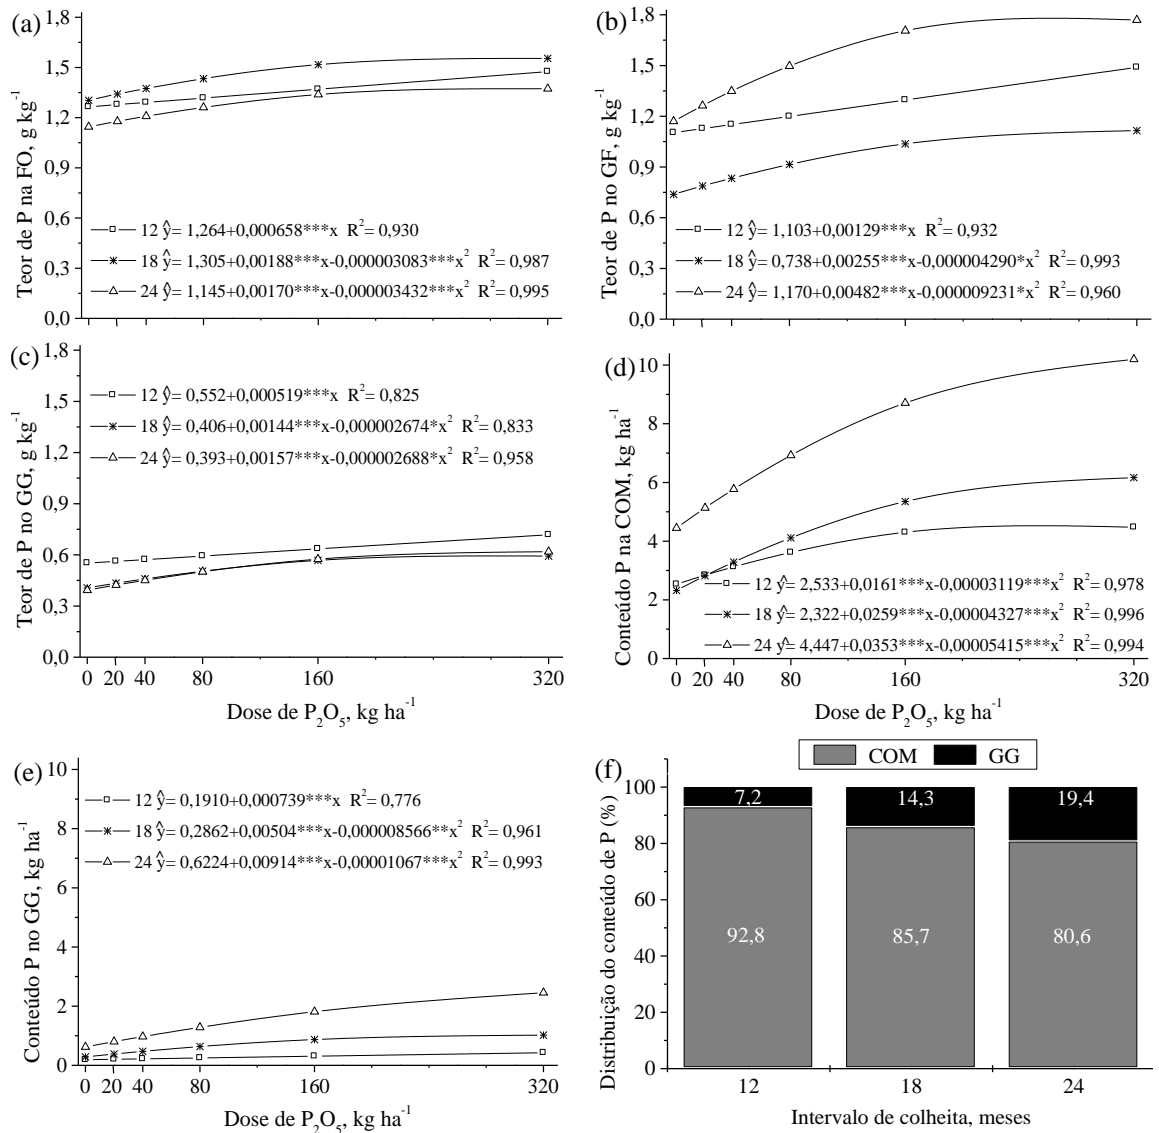 (a)
Teor de P na FO, g kg⁻¹
1,8
1,5
1,2
0,9
0,6
0,3
0,0
12 ŷ= 1,264+0,000658***x R²= 0,930
18 ŷ= 1,305+0,00188***x-0,000003083***x² R²= 0,987
24 ŷ= 1,145+0,00170***x-0,000003432***x² R²= 0,995
(b)
Teor de P no GF, g kg⁻¹
1,8
1,5
1,2
0,9
0,6
0,3
0,0
12 ŷ= 1,103+0,00129***x R²= 0,932
18 ŷ= 0,738+0,00255***x-0,000004290*x² R²= 0,993
24 ŷ= 1,170+0,00482***x-0,000009231*x² R²= 0,960
(c)
Teor de P no GG, g kg⁻¹
1,8
1,5
1,2
0,9
0,6
0,3
0,0
12 ŷ= 0,552+0,000519***x R²= 0,825
18 ŷ= 0,406+0,00144***x-0,000002674*x² R²= 0,833
24 ŷ= 0,393+0,00157***x-0,000002688*x² R²= 0,958
0 20 40 80 160 320
Dose de P₂O₅, kg ha⁻¹
(d)
Conteúdo P na COM, kg ha⁻¹
10
8
6
4
2
0
12 ŷ= 2,533+0,0161***x-0,00003119***x² R²= 0,978
18 ŷ= 2,322+0,0259***x-0,00004327***x² R²= 0,996
24 ŷ= 4,447+0,0353***x-0,00005415***x² R²= 0,994
0 20 40 80 160 320
Dose de P₂O₅, kg ha⁻¹
(e)
Conteúdo P no GG, kg ha⁻¹
10
8
6
4
2
0
12 ŷ= 0,1910+0,000739***x R²= 0,776
18 ŷ= 0,2862+0,00504***x-0,000008566**x² R²= 0,961
24 ŷ= 0,6224+0,00914***x-0,00001067**x² R²= 0,993
0 20 40 80 160 320
Dose de P₂O₅, kg ha⁻¹
COM GG
(f)
Distribuição do conteúdo de P (%)
100
80
60
40
20
0
7,2 14,3 19,4
92,8 85,7 80,6
12 18 24
Intervalo de colheita, meses